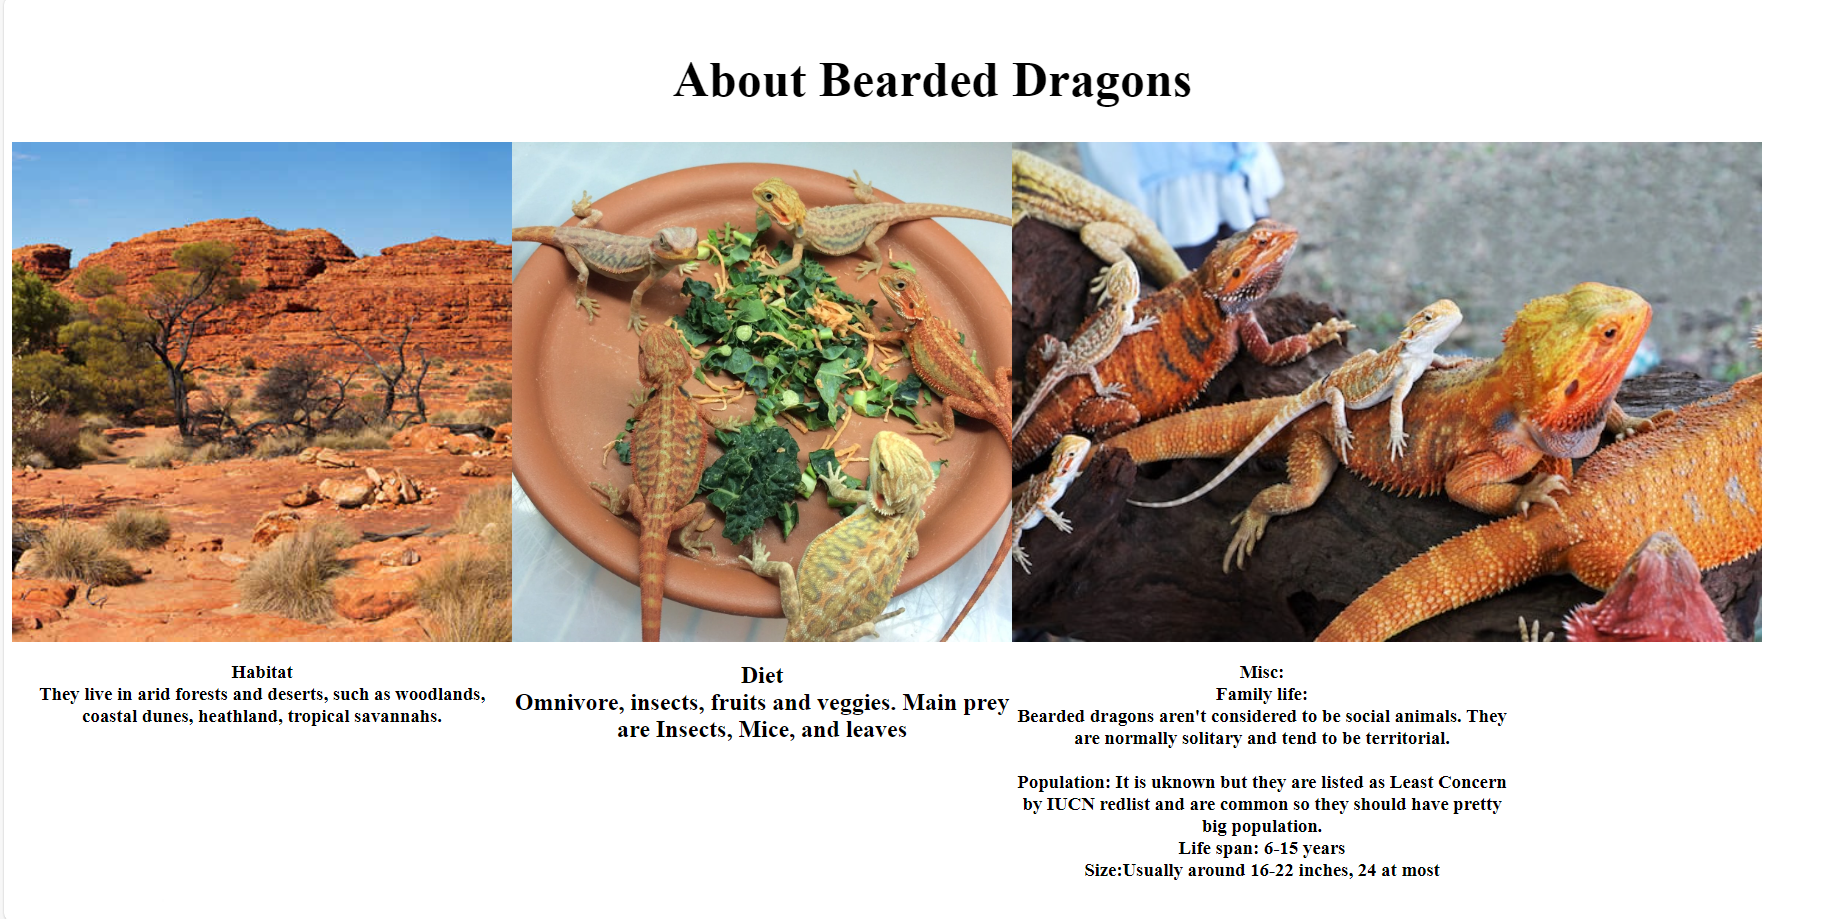 About Bearded Dragons
Habitat
They live in arid forests and deserts, such as woodlands,
coastal dunes, heathland, tropical savannahs.
Diet
Omnivore, insects, fruits and veggies. Main prey
are Insects, Mice, and leaves
Misc:
Family life:
Bearded dragons aren't considered to be social animals. They
are normally solitary and tend to be territorial.
Population: It is uknown but they are listed as Least Concern
by IUCN redlist and are common so they should have pretty
big population.
Life span: 6-15 years
Size:Usually around 16-22 inches, 24 at most